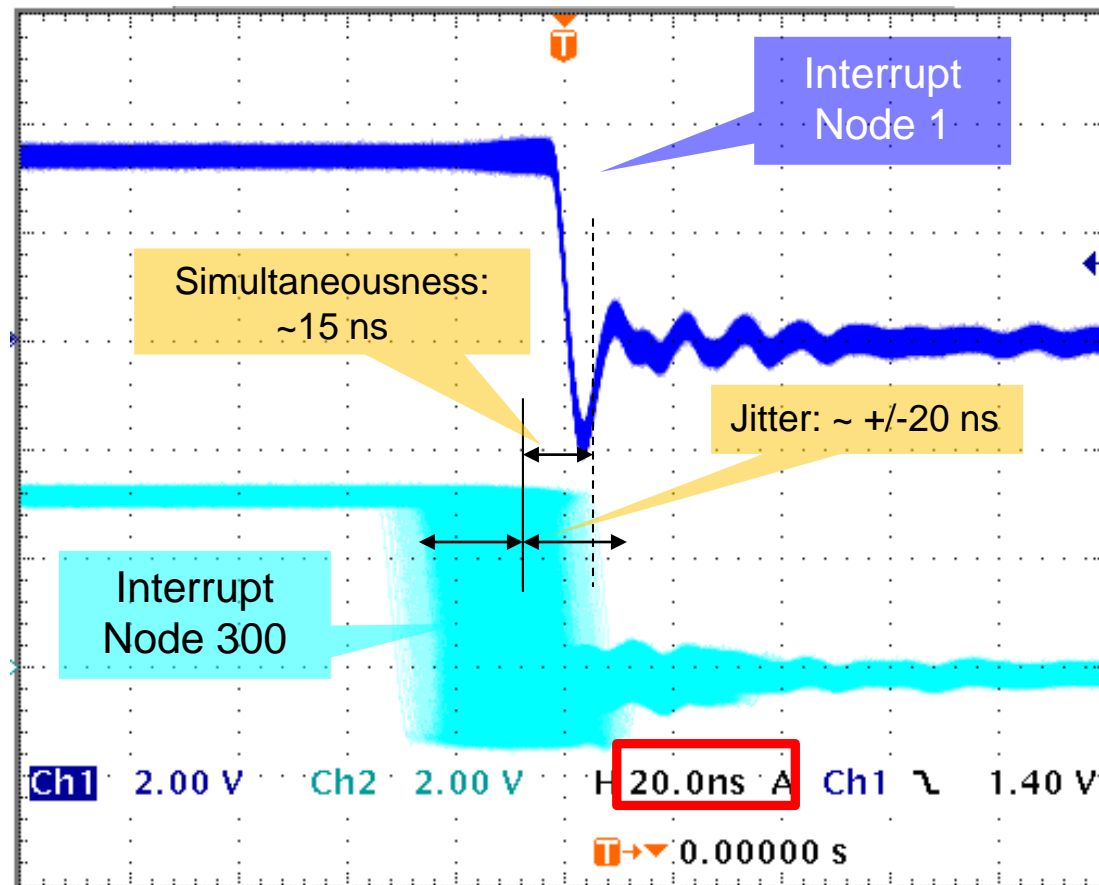 T
Interrupt
Node 1
Simultaneousness:
~15 ns
Jitter: ~ +/-20 ns
Interrupt
Node 300
Ch1 2.00 V Ch2 2.00 V H 20.0ns A Ch1 1.40 V
T 0.00000 s